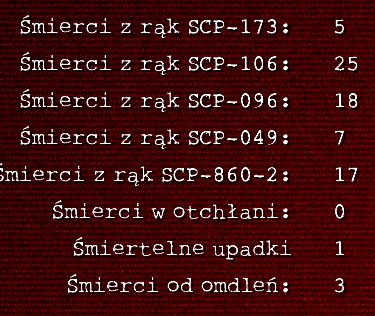 Śmierci z rąk SCP-173: 5
Śmierci z rąk SCP-106: 25
Śmierci z rąk SCP-096: 18
Śmierci z rąk SCP-049: 7
Śmierci z rąk SCP-860-2: 17
Śmierci w otchłani: 0
Śmiertelne upadki 1
Śmierci od omdleń: 3